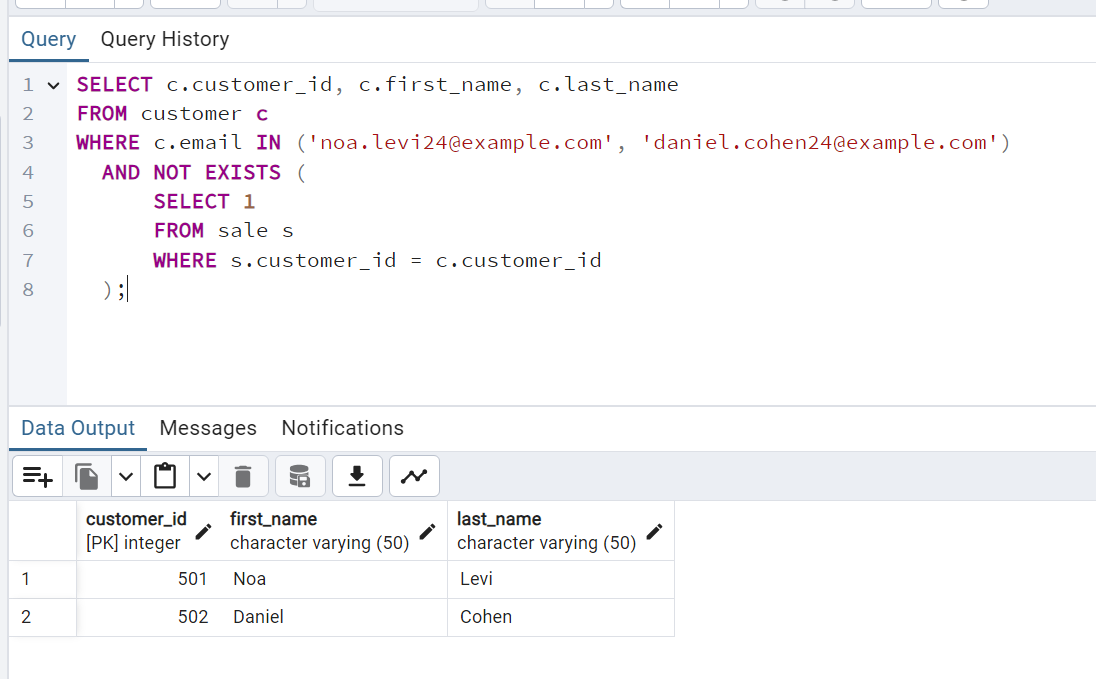 Query Query History
1 SELECT c.customer_id, c.first_name, c.last_name
2 FROM customer c
3 WHERE c.email IN ('noa.levi24@example.com', 'daniel.cohen24@example.com')
4 AND NOT EXISTS (
5 SELECT 1
6 FROM sale s
7 WHERE s.customer_id = c.customer_id
8 );
Data Output Messages Notifications
customer_id first_name last_name
[PK] integer character varying (50) character varying (50)
1 501 Noa Levi
2 502 Daniel Cohen